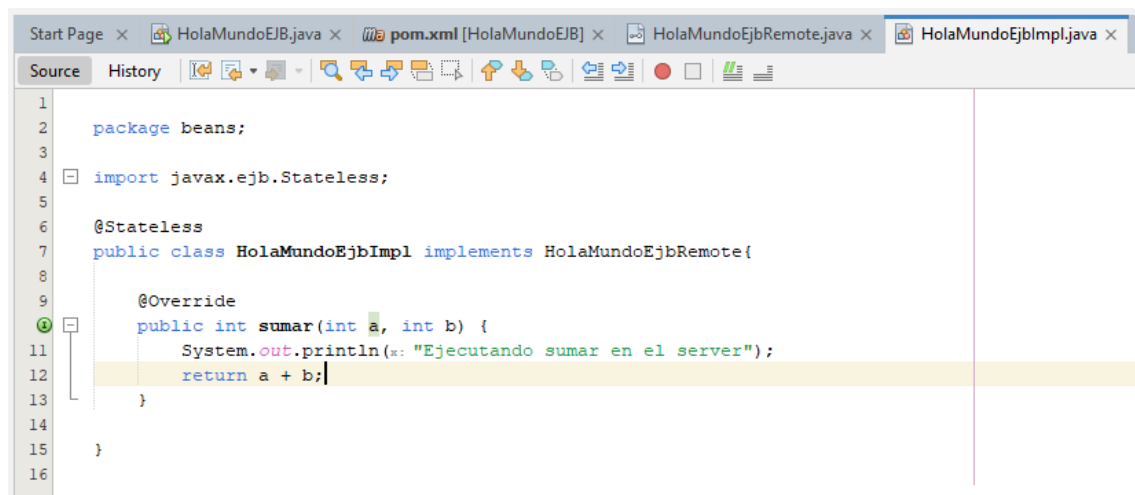 Start Page × HolaMundoEJB.java × pom.xml [HolaMundoEJB] × HolaMundoEjbRemote.java × HolaMundoEjbImpl.java ×
Source History
1
2 package beans;
3
4 import javax.ejb.Stateless;
5
6 @Stateless
7 public class HolaMundoEjbImpl implements HolaMundoEjbRemote{
8
9 @Override
public int sumar(int a, int b) {
11 System.out.println(x: "Ejecutando sumar en el server");
12 return a + b;
13 }
14
15 }
16